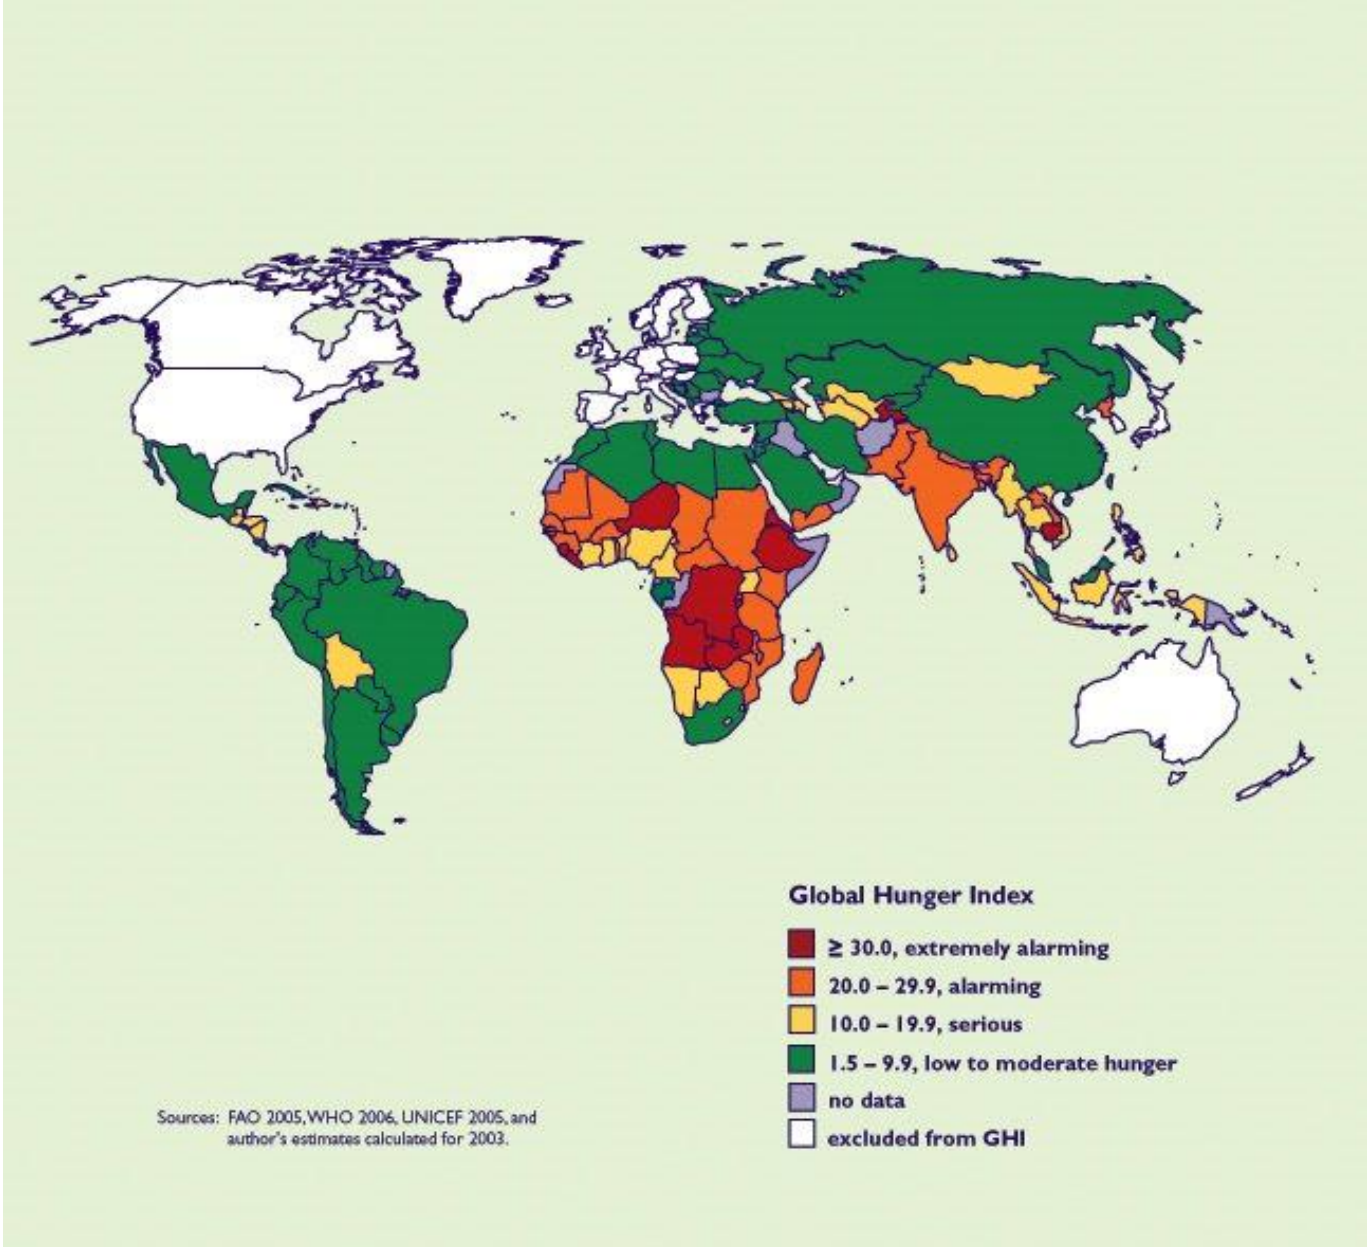 Global Hunger Index
≥ 30.0, extremely alarming
20.0 – 29.9, alarming
10.0 – 19.9, serious
1.5 – 9.9, low to moderate hunger
no data
excluded from GHI
Sources: FAO 2005, WHO 2006, UNICEF 2005, and
author's estimates calculated for 2003.